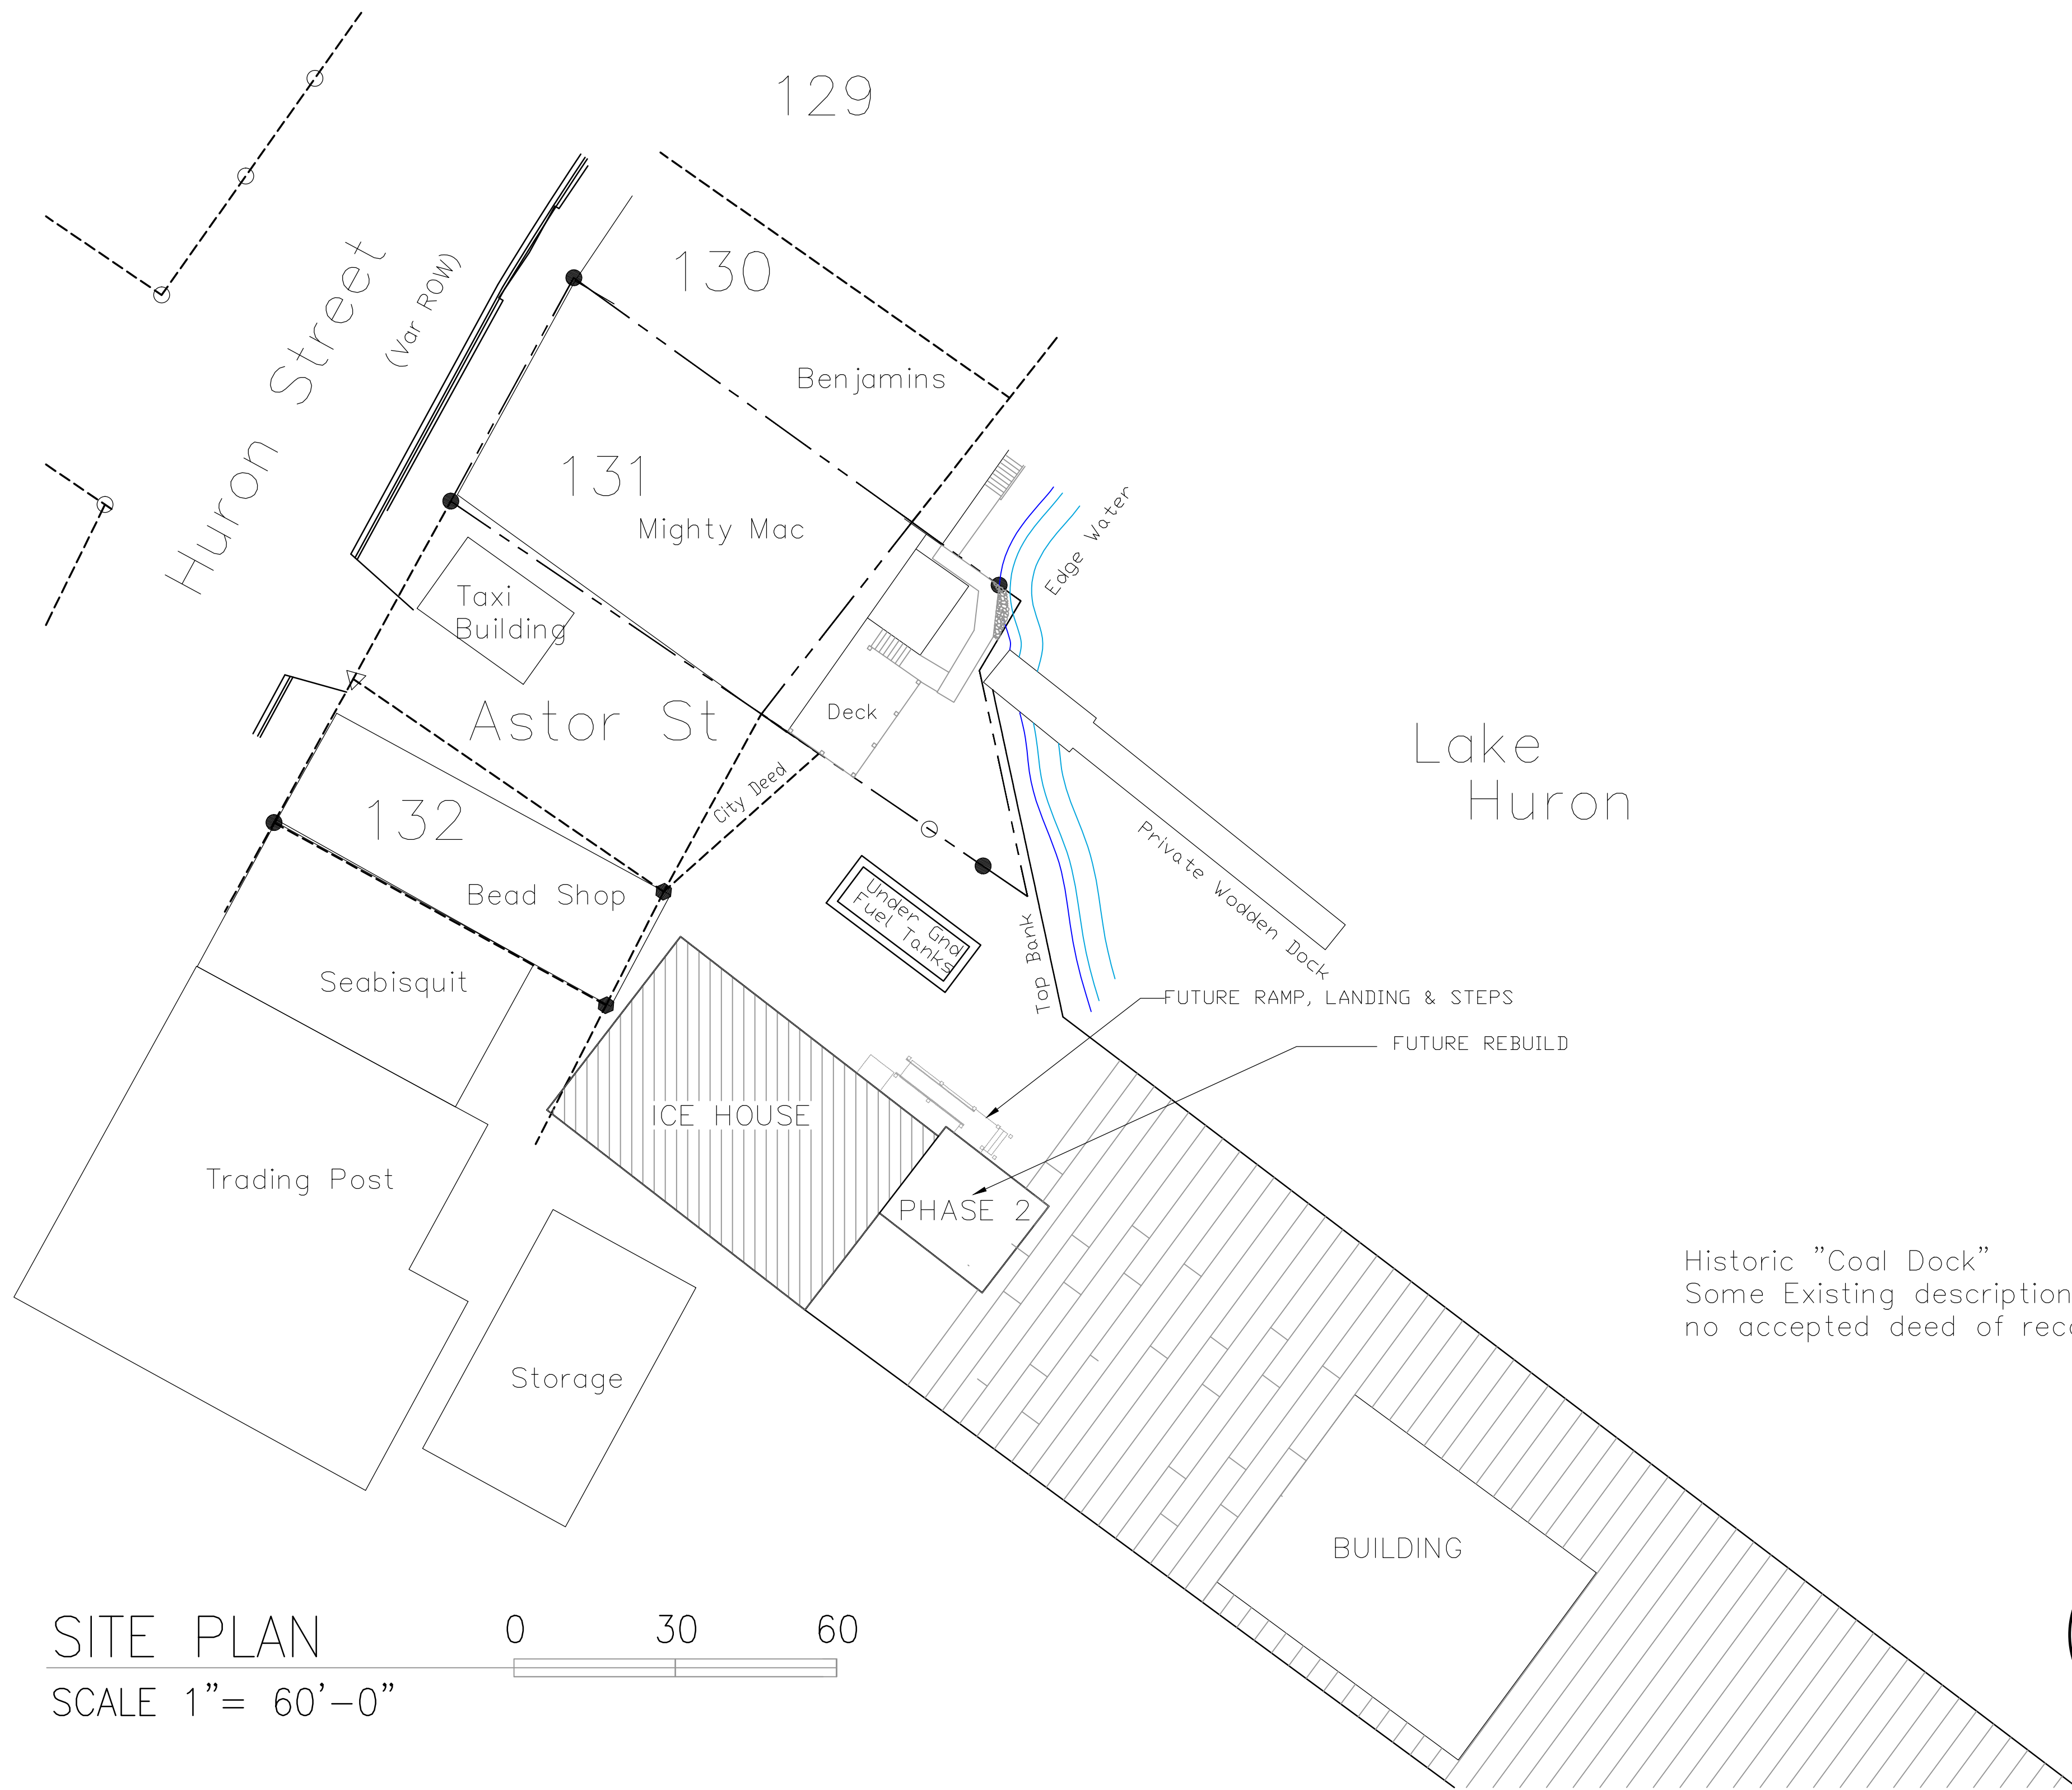 129
130
Huron Street
(Var ROW)
Benjamins
131
Mighty Mac
Edge Water
Taxi
Building
Astor St
Deck
Lake
Huron
City Deed
132
Private Wodden Dock
Bead Shop
Under Gnd
Fuel Tanks
Top Bank
Seabisquit
FUTURE RAMP, LANDING & STEPS
FUTURE REBUILD
ICE HOUSE
Trading Post
PHASE 2
Historic "Coal Dock"
Some Existing description
no accepted deed of
Storage
BUILDING
SITE PLAN
0 30 60
SCALE 1"= 60'-0"